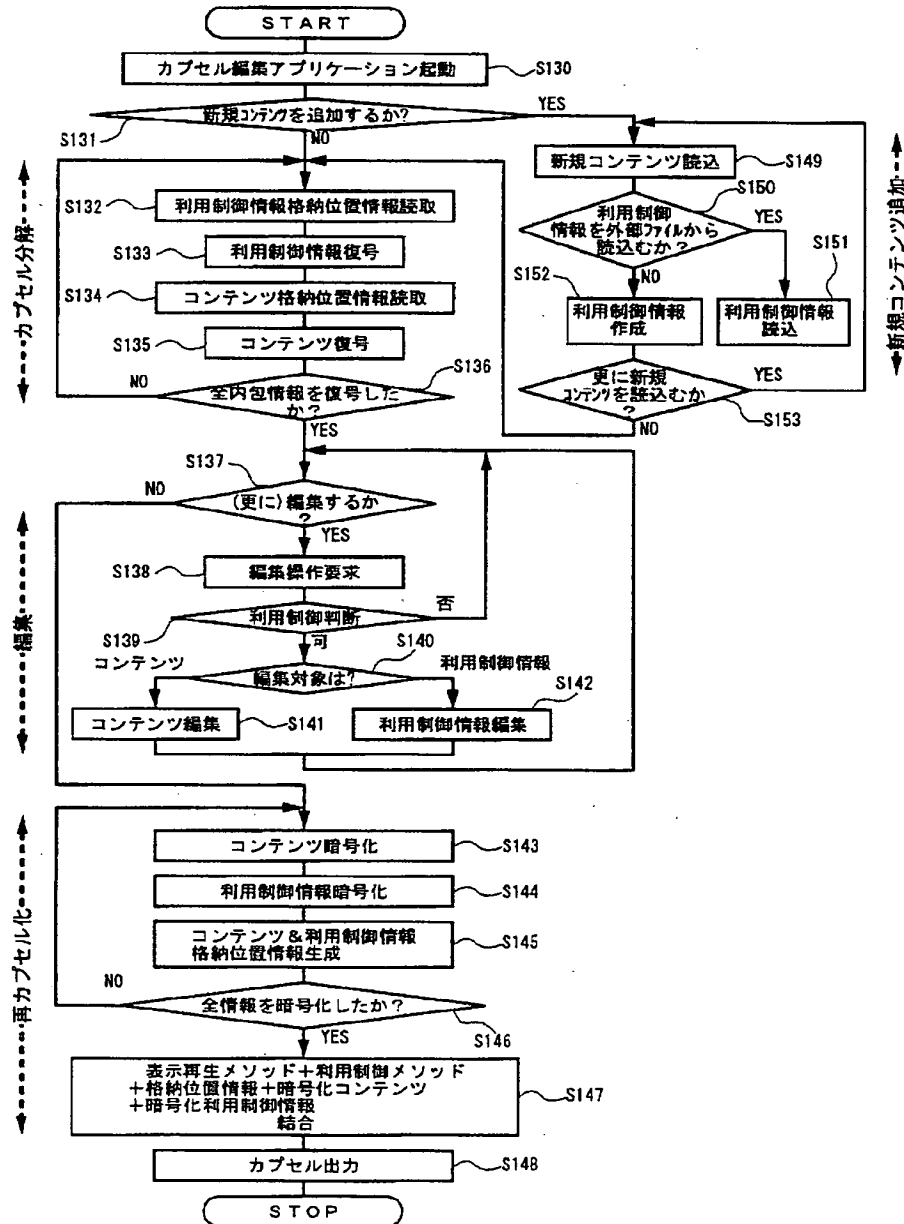 START
カプセル編集アプリケーション起動
S130
新規コンテンツを追加するか?
S131
YES
NO
カプセル分解
S132
利用制御情報格納位置情報読取
S133
利用制御情報復号
S134
コンテンツ格納位置情報読取
S135
コンテンツ復号
S136
全内包情報を復号した
か?
NO
YES
新規コンテンツ追加
新規コンテンツ読込
S149
S150
利用制御
情報を外部ファイルから
読込むか?
YES
NO
S151
利用制御情報
読込
S152
利用制御情報
作成
更に新規
コンテンツを読込むか
?
YES
S153
NO
編集
S137
(更に)編集するか
?
NO
YES
S138
編集操作要求
S139
利用制御判断
否
可
S140
編集対象は?
コンテンツ
利用制御情報
コンテンツ編集
S141
S142
利用制御情報編集
再カプセル化
コンテンツ暗号化
S143
利用制御情報暗号化
S144
コンテンツ&利用制御情報
格納位置情報生成
S145
全情報を暗号化したか?
NO
S146
YES
表示再生メソッド+利用制御メソッド
+格納位置情報+暗号化コンテンツ
+暗号化利用制御情報
結合
S147
カプセル出力
S148
STOP